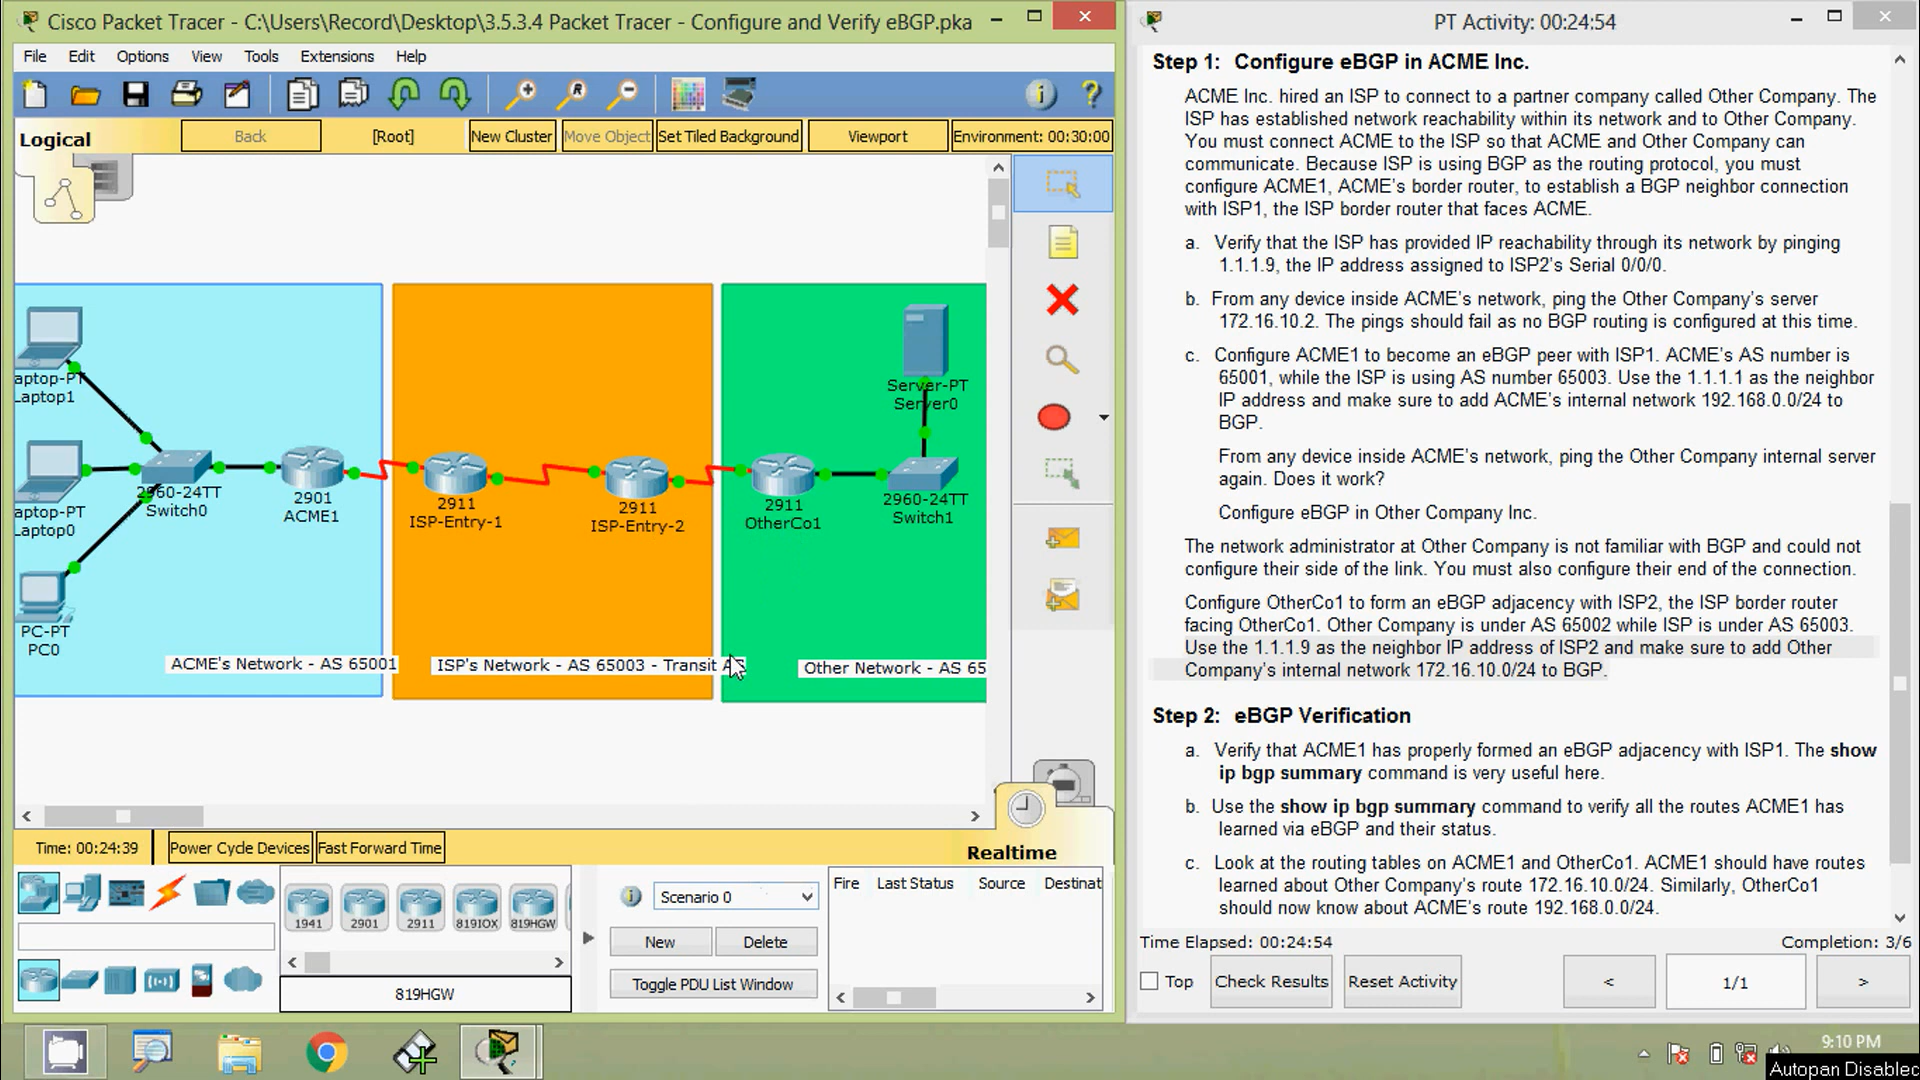 Cisco Packet Tracer - C:\Users\Record\Desktop\3.5.3.4 Packet Tracer - Configure and Verify eBGP.pka
File Edit Options View Tools Extensions Help
Logical
Back
[Root]
New Cluster
Move Object
Set Tiled Background
Viewport
Environment: 00:30:00
aptop-PT
Laptop1
aptop-PT
Laptop0
PC-PT
PC0
2960-24TT
Switch0
2901
ACME1
2911
ISP-Entry-1
2911
ISP-Entry-2
2911
OtherCo1
Server-PT
Server0
2960-24TT
Switch1
ACME's Network - AS 65001
ISP's Network - AS 65003 - Transit AS
Other Network - AS 65
Time: 00:24:39
Power Cycle Devices
Fast Forward Time
Realtime
1941
2901
2911
819IOX
819HGW
819HGW
Scenario 0
New
Delete
Toggle PDU List Window
Fire Last Status Source Destinat
PT Activity: 00:24:54
Step 1: Configure eBGP in ACME Inc.
ACME Inc. hired an ISP to connect to a partner company called Other Company. The
ISP has established network reachability within its network and to Other Company.
You must connect ACME to the ISP so that ACME and Other Company can
communicate. Because ISP is using BGP as the routing protocol, you must
configure ACME1, ACME's border router, to establish a BGP neighbor connection
with ISP1, the ISP border router that faces ACME.
a. Verify that the ISP has provided IP reachability through its network by pinging
1.1.1.9, the IP address assigned to ISP2's Serial 0/0/0.
b. From any device inside ACME's network, ping the Other Company's server
172.16.10.2. The pings should fail as no BGP routing is configured at this time.
c. Configure ACME1 to become an eBGP peer with ISP1. ACME's AS number is
65001, while the ISP is using AS number 65003. Use the 1.1.1.1 as the neighbor
IP address and make sure to add ACME's internal network 192.168.0.0/24 to
BGP.
From any device inside ACME's network, ping the Other Company internal server
again. Does it work?
Configure eBGP in Other Company Inc.
The network administrator at Other Company is not familiar with BGP and could not
configure their side of the link. You must also configure their end of the connection.
Configure OtherCo1 to form an eBGP adjacency with ISP2, the ISP border router
facing OtherCo1. Other Company is under AS 65002 while ISP is under AS 65003.
Use the 1.1.1.9 as the neighbor IP address of ISP2 and make sure to add Other
Company's internal network 172.16.10.0/24 to BGP.
Step 2: eBGP Verification
a. Verify that ACME1 has properly formed an eBGP adjacency with ISP1. The show
ip bgp summary command is very useful here.
b. Use the show ip bgp summary command to verify all the routes ACME1 has
learned via eBGP and their status.
c. Look at the routing tables on ACME1 and OtherCo1. ACME1 should have routes
learned about Other Company's route 172.16.10.0/24. Similarly, OtherCo1
should now know about ACME's route 192.168.0.0/24.
Time Elapsed: 00:24:54
Completion: 3/6
Top
Check Results
Reset Activity
<
1/1
>
9:10 PM
Autopan Disabled